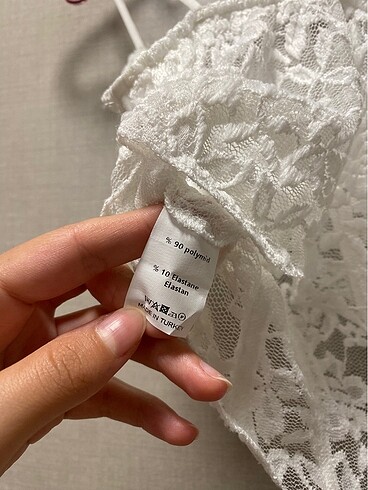 % 90 polymid
% 10 Elastane
Elastan
MADE IN TURKEY